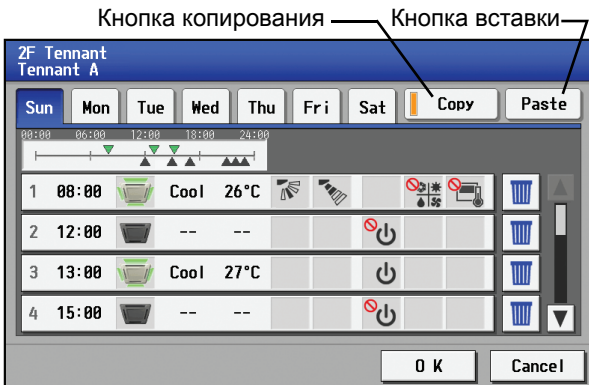 Кнопка копирования Кнопка вставки
2F Tennant
Tennant A
Sun Mon Tue Wed Thu Fri Sat Copy Paste
00:00 06:00 12:00 18:00 24:00
1 08:00 Cool 26°C
2 12:00 -- --
3 13:00 Cool 27°C
4 15:00 -- --
OK Cancel